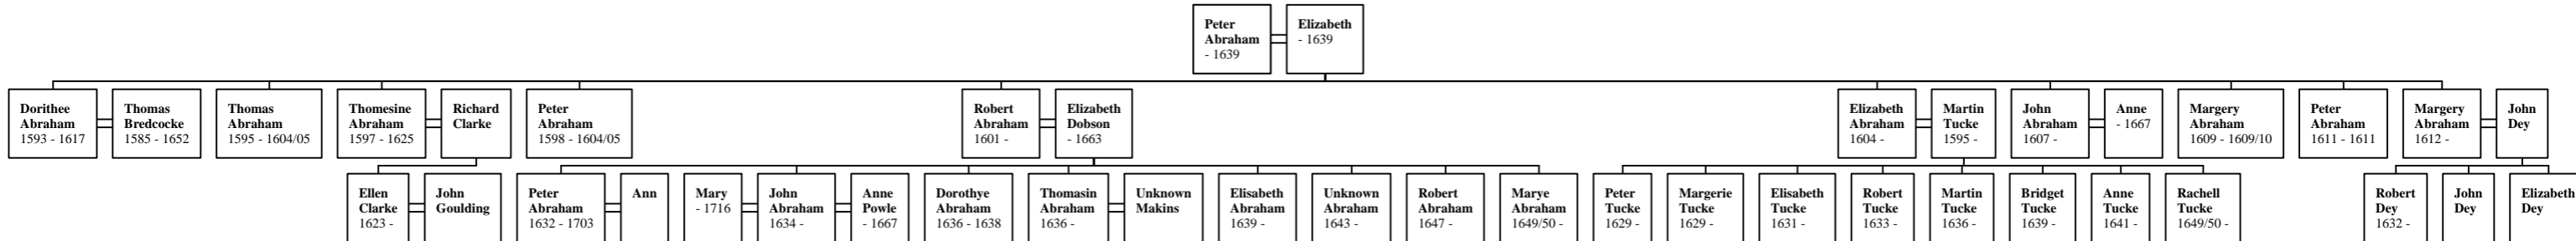 Peter
Abraham
- 1639
Elizabeth
- 1639
Dorithee
Abraham
1593 - 1617
Thomas
Bredcocke
1585 - 1652
Thomas
Abraham
1595 - 1604/05
Thomesine
Abraham
1597 - 1625
Richard
Clarke
Peter
Abraham
1598 - 1604/05
Robert
Abraham
1601 -
Elizabeth
Dobson
- 1663
Elizabeth
Abraham
1604 -
Martin
Tucke
1595 -
John
Abraham
1607 -
Anne
- 1667
Margery
Abraham
1609 - 1609/10
Peter
Abraham
1611 - 1611
Margery
Abraham
1612 -
John
Dey
Ellen
Clarke
1623 -
John
Goulding
Peter
Abraham
1632 - 1703
Ann
Mary
- 1716
John
Abraham
1634 -
Anne
Powle
- 1667
Dorothye
Abraham
1636 - 1638
Thomasin
Abraham
1636 -
Unknown
Makins
Elisabeth
Abraham
1639 -
Unknown
Abraham
1643 -
Robert
Abraham
1647 -
Marye
Abraham
1649/50 -
Peter
Tucke
1629 -
Margerie
Tucke
1629 -
Elisabeth
Tucke
1631 -
Robert
Tucke
1633 -
Martin
Tucke
1636 -
Bridget
Tucke
1639 -
Anne
Tucke
1641 -
Rachell
Tucke
1649/50 -
Robert
Dey
1632 -
John
Dey
Elizabeth
Dey